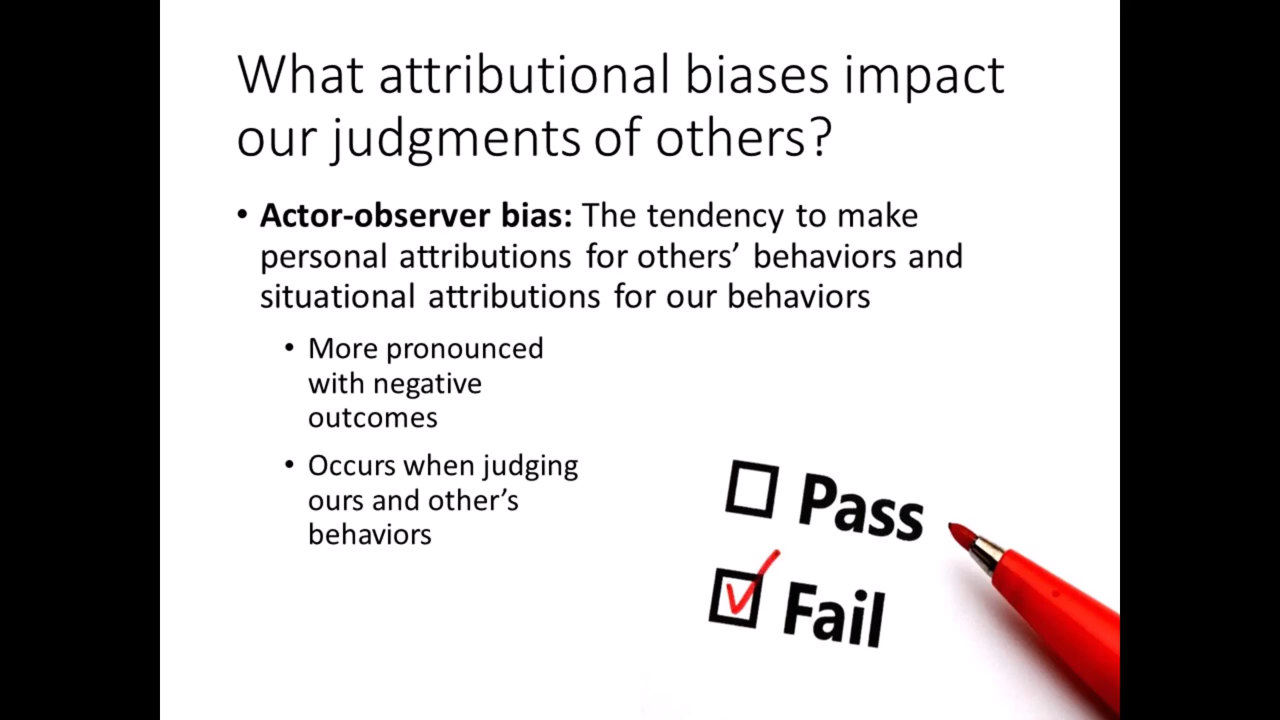 What attributional biases impact
our judgments of others?
• Actor-observer bias: The tendency to make
personal attributions for others’ behaviors and
situational attributions for our behaviors
• More pronounced
with negative
outcomes
• Occurs when judging
ours and other’s
behaviors
Pass
Fail